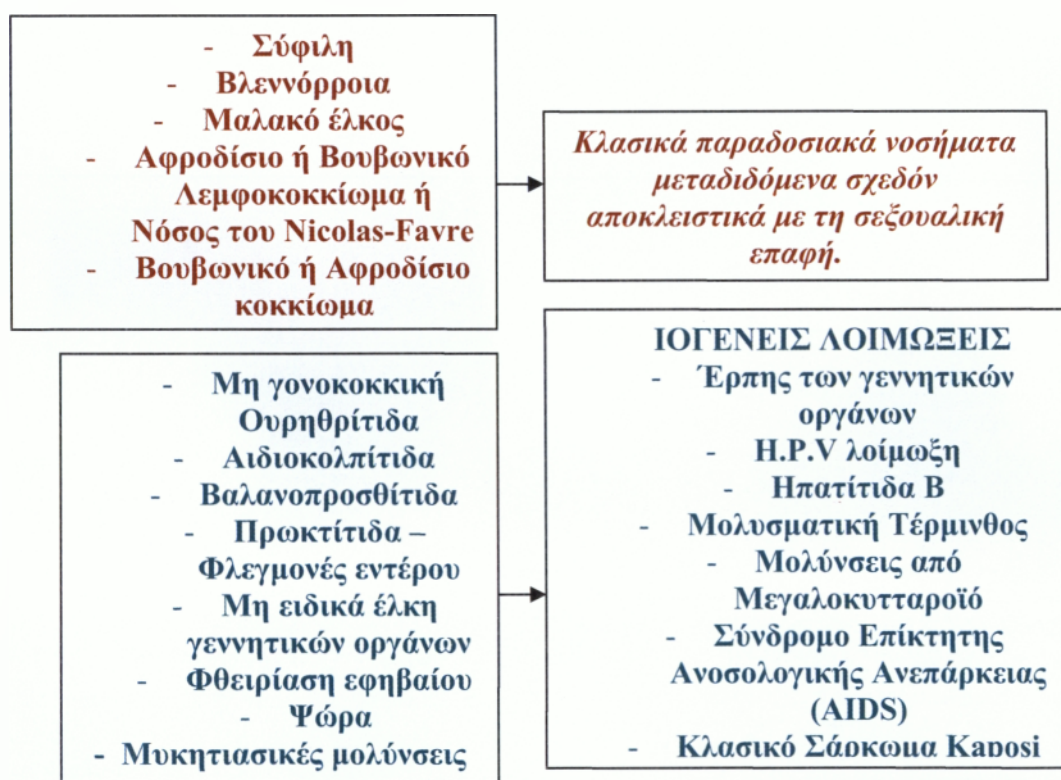 - Σύφιλη
- Βλεννόρροια
- Μαλακό έλκος
- Αφροδίσιο ή Βουβωνικό
Λεμφοκοκκίωμα ή
Νόσος του Nicolas-Favre
- Βουβωνικό ή Αφροδίσιο
κοκκίωμα
Κλασικά παραδοσιακά νοσήματα
μεταδιδόμενα σχεδόν
αποκλειστικά με τη σεξουαλική
επαφή.
- Μη γονοκοκκική
Ουρηθρίτιδα
- Αιδιοκολπίτιδα
- Βαλανοπροσθίτιδα
- Πρωκτίτιδα –
Φλεγμονές εντέρου
- Μη ειδικά έλκη
γεννητικών οργάνων
- Φθειρίαση εφηβαίου
- Ψώρα
- Μυκητιασικές μολύνσεις
ΙΟΓΕΝΕΙΣ ΛΟΙΜΩΞΕΙΣ
- Έρπης των γεννητικών
οργάνων
- H.P.V λοίμωξη
- Ηπατίτιδα Β
- Μολυσματική Τέρμινθος
- Μολύνσεις από
Μεγαλοκυτταροϊό
- Σύνδρομο Επίκτητης
Ανοσολογικής Ανεπάρκειας
(AIDS)
- Κλασικό Σάρκωμα Kaposi